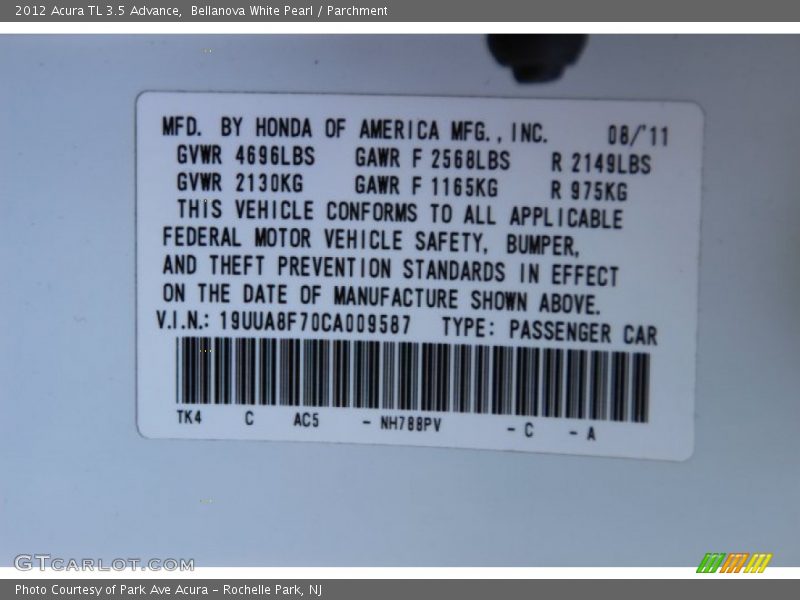 2012 Acura TL 3.5 Advance,  Bellanova White Pearl / Parchment
MFD. BY HONDA OF AMERICA MFG., INC. 08/'11
GVWR 4696LBS GAWR F 2568LBS R 2149LBS
GVWR 2130KG GAWR F 1165KG R 975KG
THIS VEHICLE CONFORMS TO ALL APPLICABLE
FEDERAL MOTOR VEHICLE SAFETY, BUMPER,
AND THEFT PREVENTION STANDARDS IN EFFECT
ON THE DATE OF MANUFACTURE SHOWN ABOVE.
V.I.N.: 19UUA8F70CA009587 TYPE: PASSENGER CAR
TK4 C AC5 - NH788PV - C - A
GTCARLOT.COM
Photo Courtesy of Park Ave Acura – Rochelle Park, NJ